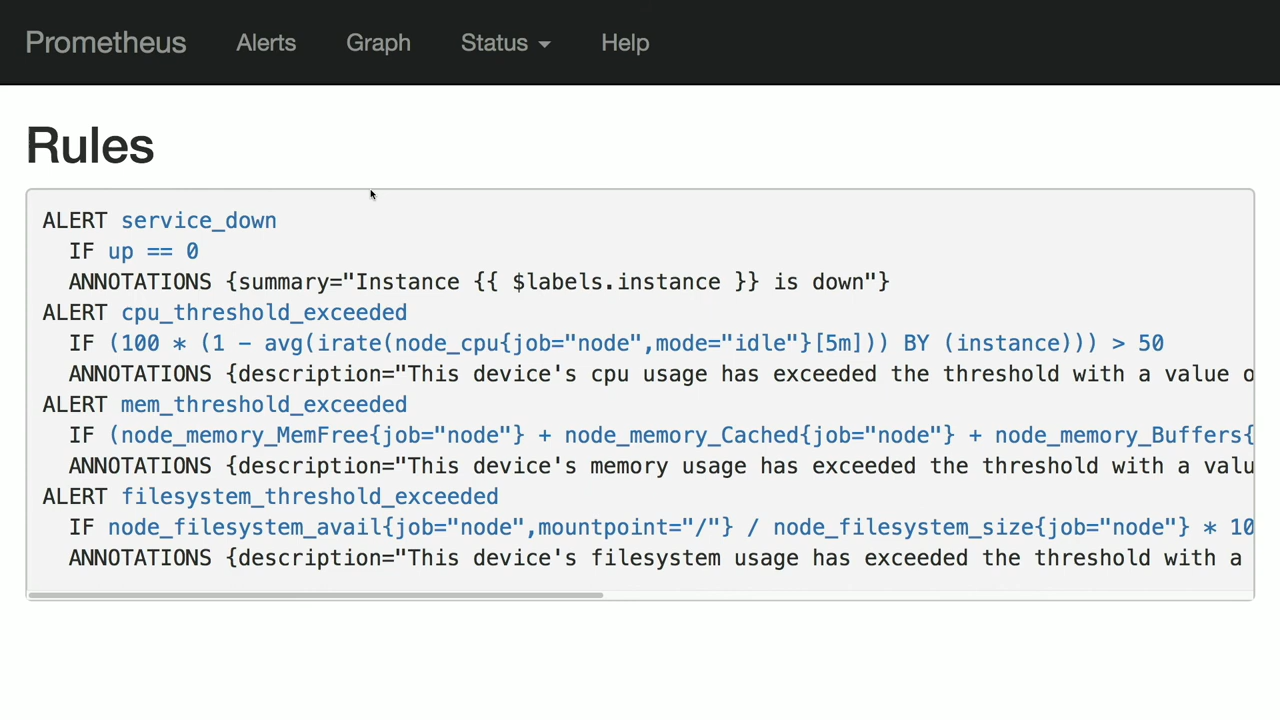 Prometheus Alerts Graph Status Help
Rules
ALERT service_down
IF up == 0
ANNOTATIONS {summary="Instance {{ $labels.instance }} is down"}
ALERT cpu_threshold_exceeded
IF (100 * (1 - avg(irate(node_cpu{job="node",mode="idle"}[5m])) BY (instance))) > 50
ANNOTATIONS {description="This device's cpu usage has exceeded the threshold with a value o
ALERT mem_threshold_exceeded
IF (node_memory_MemFree{job="node"} + node_memory_Cached{job="node"} + node_memory_Buffers{
ANNOTATIONS {description="This device's memory usage has exceeded the threshold with a valu
ALERT filesystem_threshold_exceeded
IF node_filesystem_avail{job="node",mountpoint="/"} / node_filesystem_size{job="node"} * 10
ANNOTATIONS {description="This device's filesystem usage has exceeded the threshold with a